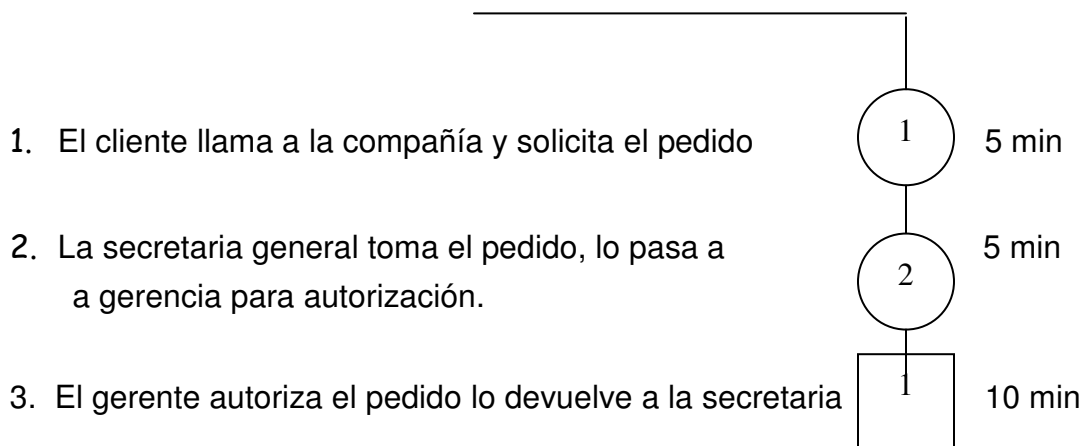 1. El cliente llama a la compañía y solicita el pedido 1 5 min
2. La secretaria general toma el pedido, lo pasa a 2 5 min
a gerencia para autorización.
3. El gerente autoriza el pedido lo devuelve a la secretaria 1 10 min